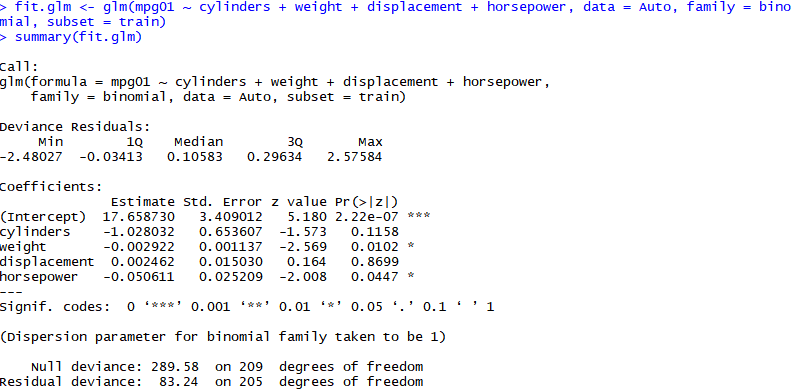 > fit.glm <- glm(mpg01 ~ cylinders + weight + displacement + horsepower, data = Auto, family = bino
mial, subset = train)
> summary(fit.glm)
Call:
glm(formula = mpg01 ~ cylinders + weight + displacement + horsepower,
    family = binomial, data = Auto, subset = train)
Deviance Residuals:
     Min        1Q    Median        3Q       Max
-2.48027  -0.03413   0.10583   0.29634   2.57584
Coefficients:
              Estimate Std. Error z value Pr(>|z|)
(Intercept)  17.658730   3.409012   5.180 2.22e-07 ***
cylinders    -1.028032   0.653607  -1.573   0.1158
weight       -0.002922   0.001137  -2.569   0.0102 *
displacement  0.002462   0.015030   0.164   0.8699
horsepower   -0.050611   0.025209  -2.008   0.0447 *
---
Signif. codes:  0 ‘***’ 0.001 ‘**’ 0.01 ‘*’ 0.05 ‘.’ 0.1 ‘ ’ 1
(Dispersion parameter for binomial family taken to be 1)
    Null deviance: 289.58  on 209  degrees of freedom
Residual deviance:  83.24  on 205  degrees of freedom